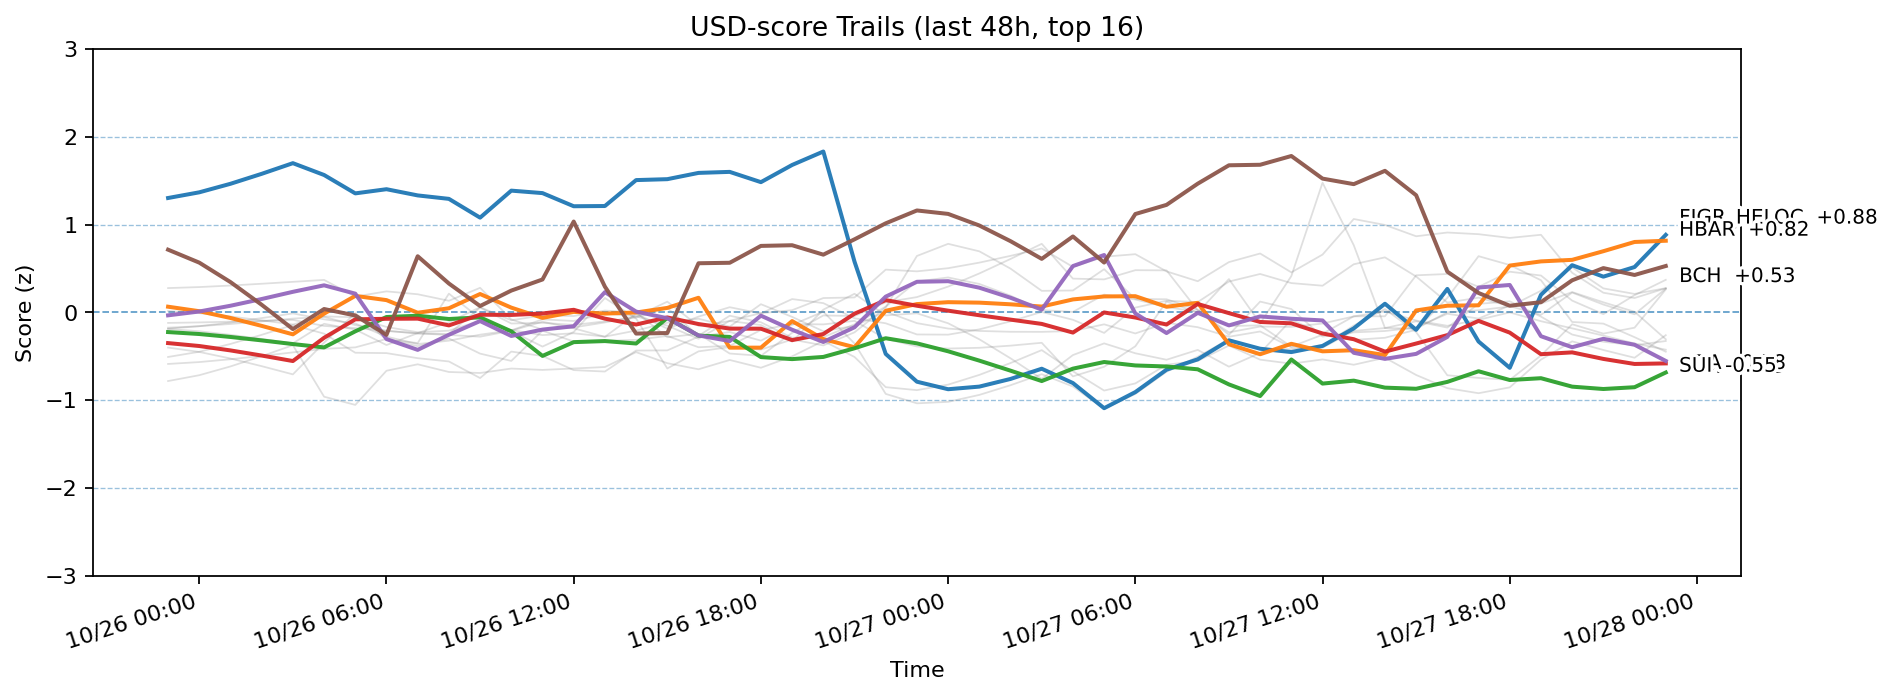 USD-score Trails (last 48h, top 16)
Score (z)
3
2
1
0
−1
−2
−3
FIGR_HELOC +0.88
HBAR +0.82
BCH +0.53
-0.55
10/26 00:00
10/26 06:00
10/26 12:00
10/26 18:00
10/27 00:00
10/27 06:00
10/27 12:00
10/27 18:00
10/28 00:00
Time